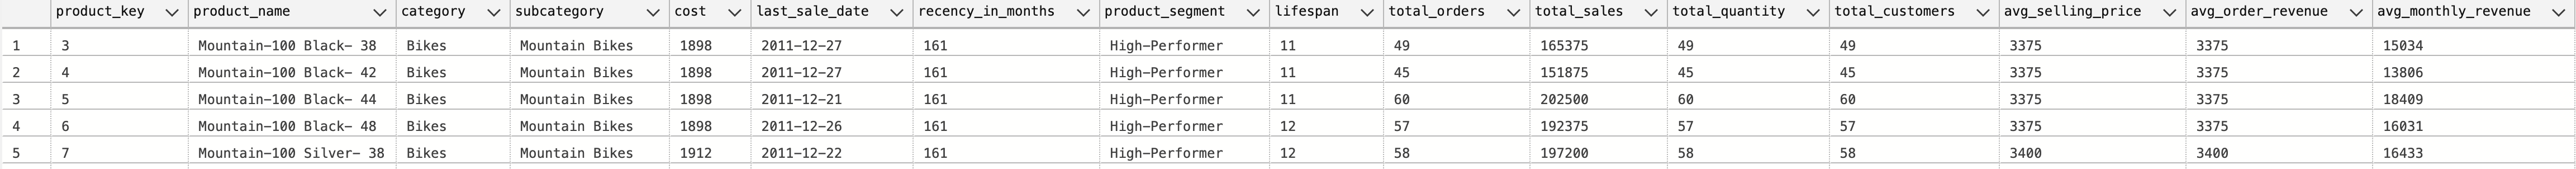 product_key product_name category subcategory cost last_sale_date recency_in_months product_segment lifespan total_orders total_sales total_quantity total_customers avg_selling_price avg_order_revenue avg_monthly_revenue
1 3 Mountain-100 Black- 38 Bikes Mountain Bikes 1898 2011-12-27 161 High-Performer 11 49 165375 49 49 3375 3375 15034
2 4 Mountain-100 Black- 42 Bikes Mountain Bikes 1898 2011-12-27 161 High-Performer 11 45 151875 45 45 3375 3375 13806
3 5 Mountain-100 Black- 44 Bikes Mountain Bikes 1898 2011-12-21 161 High-Performer 11 60 202500 60 60 3375 3375 18409
4 6 Mountain-100 Black- 48 Bikes Mountain Bikes 1898 2011-12-26 161 High-Performer 12 57 192375 57 57 3375 3375 16031
5 7 Mountain-100 Silver- 38 Bikes Mountain Bikes 1912 2011-12-22 161 High-Performer 12 58 197200 58 58 3400 3400 16433